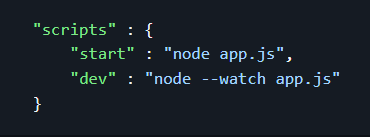 "scripts" : {
    "start" : "node app.js",
    "dev" : "node --watch app.js"
}